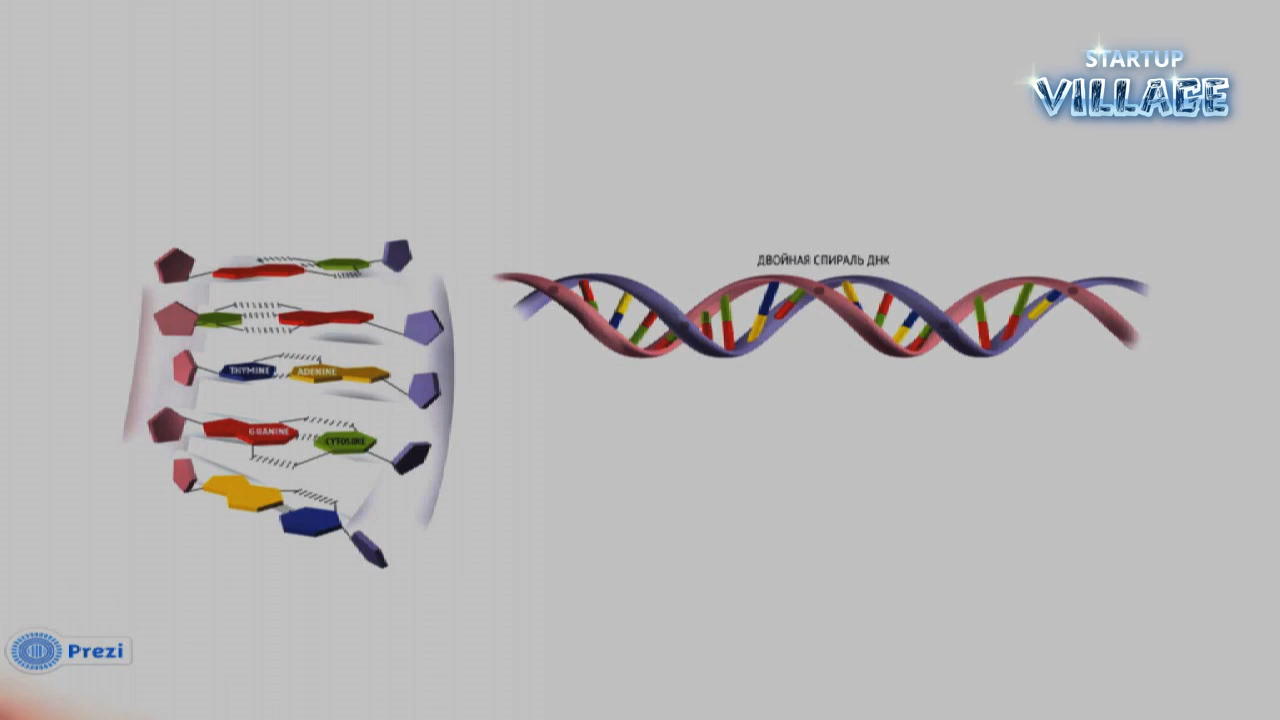 STARTUP
VILLAGE
ДВОЙНАЯ СПИРАЛЬ ДНК
THYMINE
ADENINE
GUANINE
CYTOSINE
Prezi